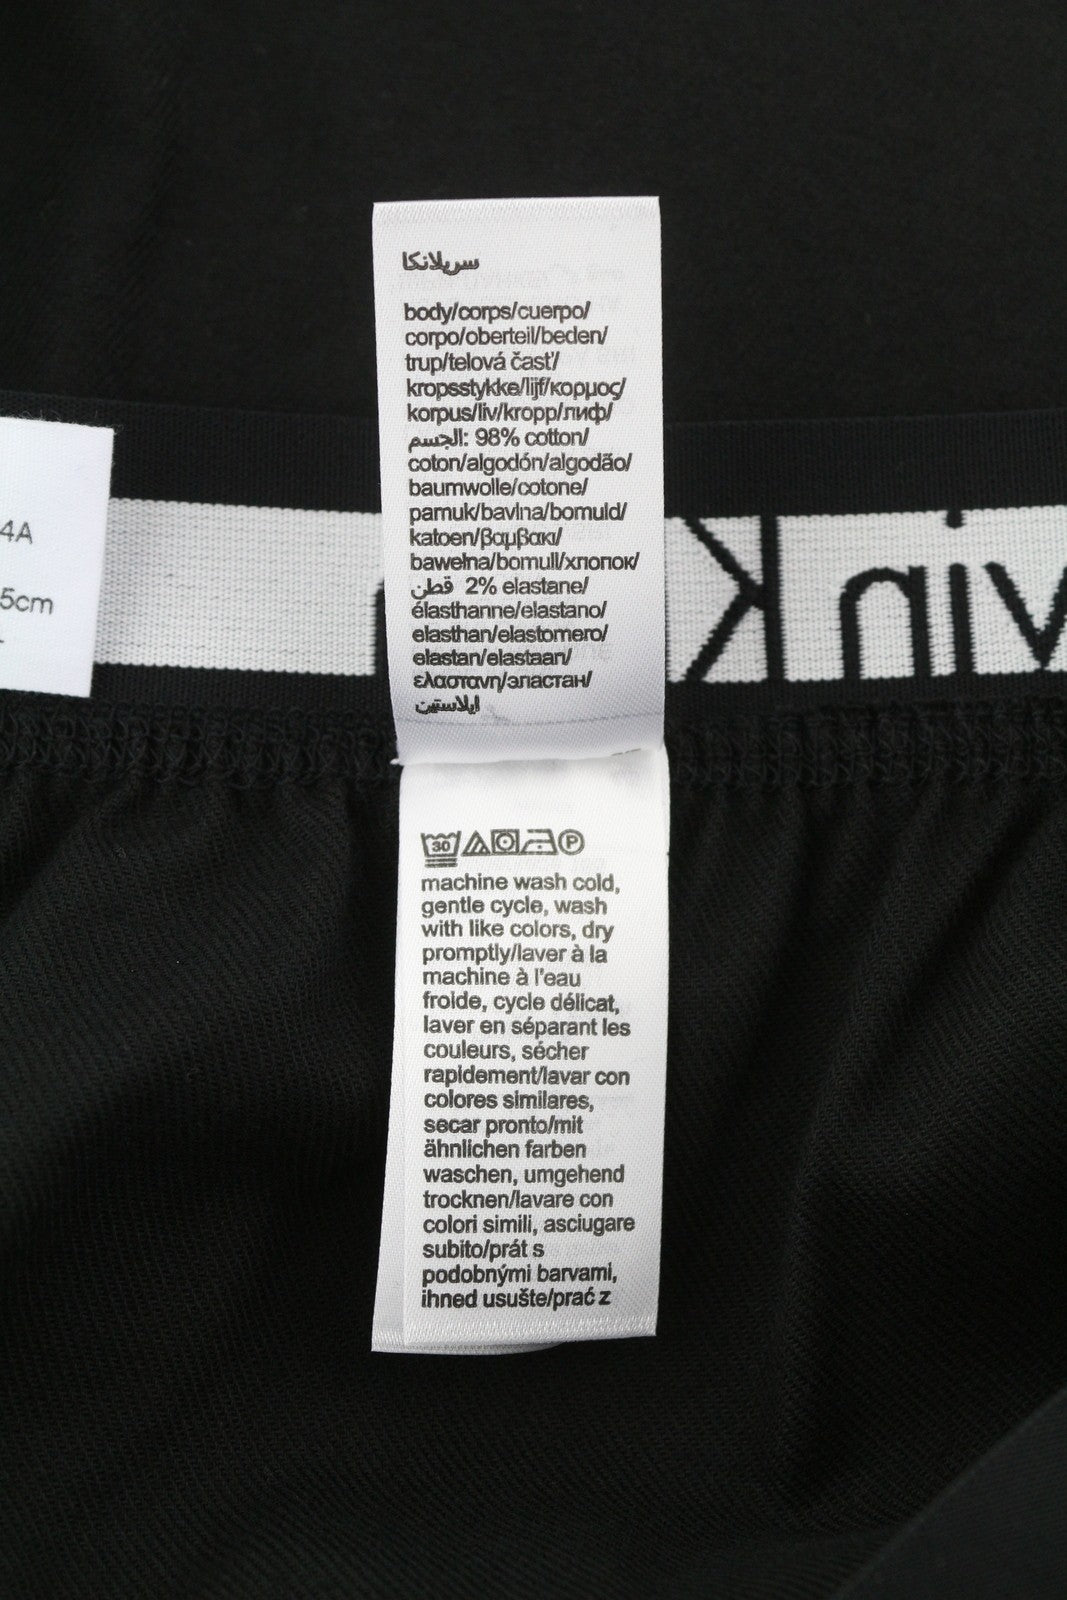 سريلانكا
body/corps/cuerpo/
corpo/oberteil/beden/
trup/telová časť/
kropsstykke/lijf/κορμος/
korpus/liv/kropp/лиф/
الجسم: 98% cotton/
coton/algodón/algodão/
baumwolle/cotone/
pamuk/bavlna/bomuld/
katoen/βαμβακι/
bawełna/bomull/хлопок/
قطن 2% elastane/
élasthanne/elastano/
elasthan/elastomero/
elastan/elastaan/
ελαστανη/эластан/
ايلاستين
4A
5cm
vin K
30 P
machine wash cold,
gentle cycle, wash
with like colors, dry
promptly/laver à la
machine à l'eau
froide, cycle délicat,
laver en séparant les
couleurs, sécher
rapidement/lavar con
colores similares,
secar pronto/mit
ähnlichen farben
waschen, umgehend
trocknen/lavare con
colori simili, asciugare
subito/prát s
podobnými barvami,
ihned usušte/prać z